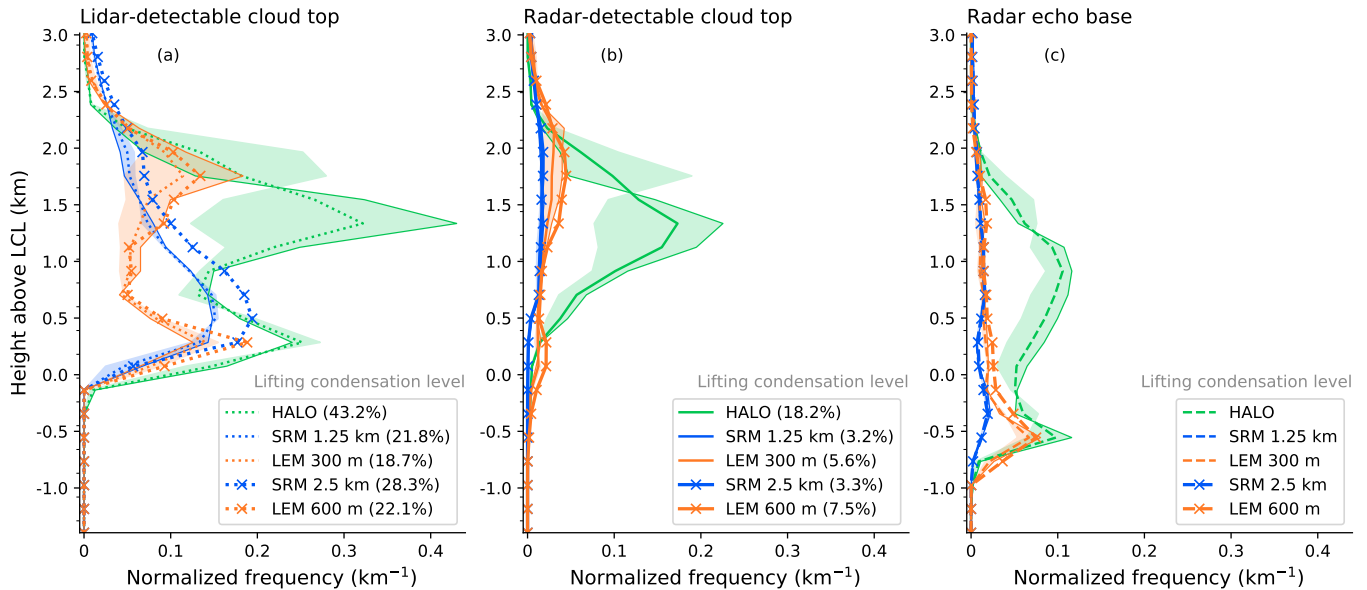 Lidar-detectable cloud top
Radar-detectable cloud top
Radar echo base
(a)
(b)
(c)
Height above LCL (km)
3.0
2.5
2.0
1.5
1.0
0.5
0.0
-0.5
-1.0
Lifting condensation level
HALO (43.2%)
SRM 1.25 km (21.8%)
LEM 300 m (18.7%)
SRM 2.5 km (28.3%)
LEM 600 m (22.1%)
0
0.1
0.2
0.3
0.4
Normalized frequency (km⁻¹)
3.0
2.5
2.0
1.5
1.0
0.5
0.0
-0.5
-1.0
Lifting condensation level
HALO (18.2%)
SRM 1.25 km (3.2%)
LEM 300 m (5.6%)
SRM 2.5 km (3.3%)
LEM 600 m (7.5%)
0
0.1
0.2
0.3
0.4
Normalized frequency (km⁻¹)
3.0
2.5
2.0
1.5
1.0
0.5
0.0
-0.5
-1.0
Lifting condensation level
HALO
SRM 1.25 km
LEM 300 m
SRM 2.5 km
LEM 600 m
0
0.1
0.2
0.3
0.4
Normalized frequency (km⁻¹)